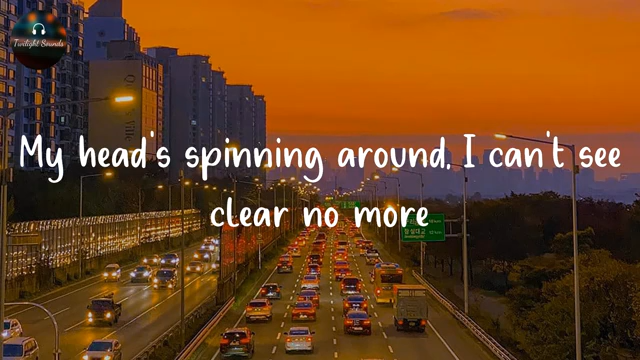 Twilight Sounds
My head's spinning around, I can't see
clear no more